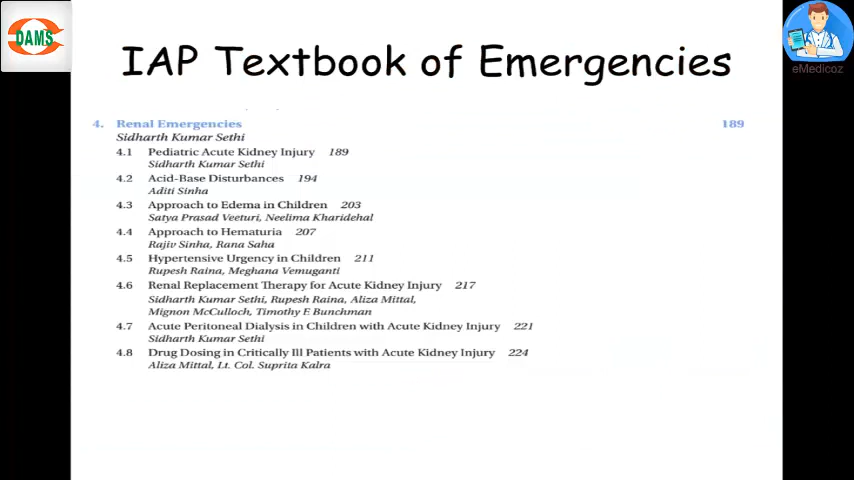 DAMS
IAP Textbook of Emergencies
eMedicoz
4. Renal Emergencies 189
Sidharth Kumar Sethi
4.1 Pediatric Acute Kidney Injury 189
Sidharth Kumar Sethi
4.2 Acid-Base Disturbances 194
Aditi Sinha
4.3 Approach to Edema in Children 203
Satya Prasad Veeturi, Neelima Kharidehal
4.4 Approach to Hematuria 207
Rajiv Sinha, Rana Saha
4.5 Hypertensive Urgency in Children 211
Rupesh Raina, Meghana Vemuganti
4.6 Renal Replacement Therapy for Acute Kidney Injury 217
Sidharth Kumar Sethi, Rupesh Raina, Aliza Mittal,
Mignon McCulloch, Timothy E Bunchman
4.7 Acute Peritoneal Dialysis in Children with Acute Kidney Injury 221
Sidharth Kumar Sethi
4.8 Drug Dosing in Critically Ill Patients with Acute Kidney Injury 224
Aliza Mittal, Lt. Col. Suprita Kalra